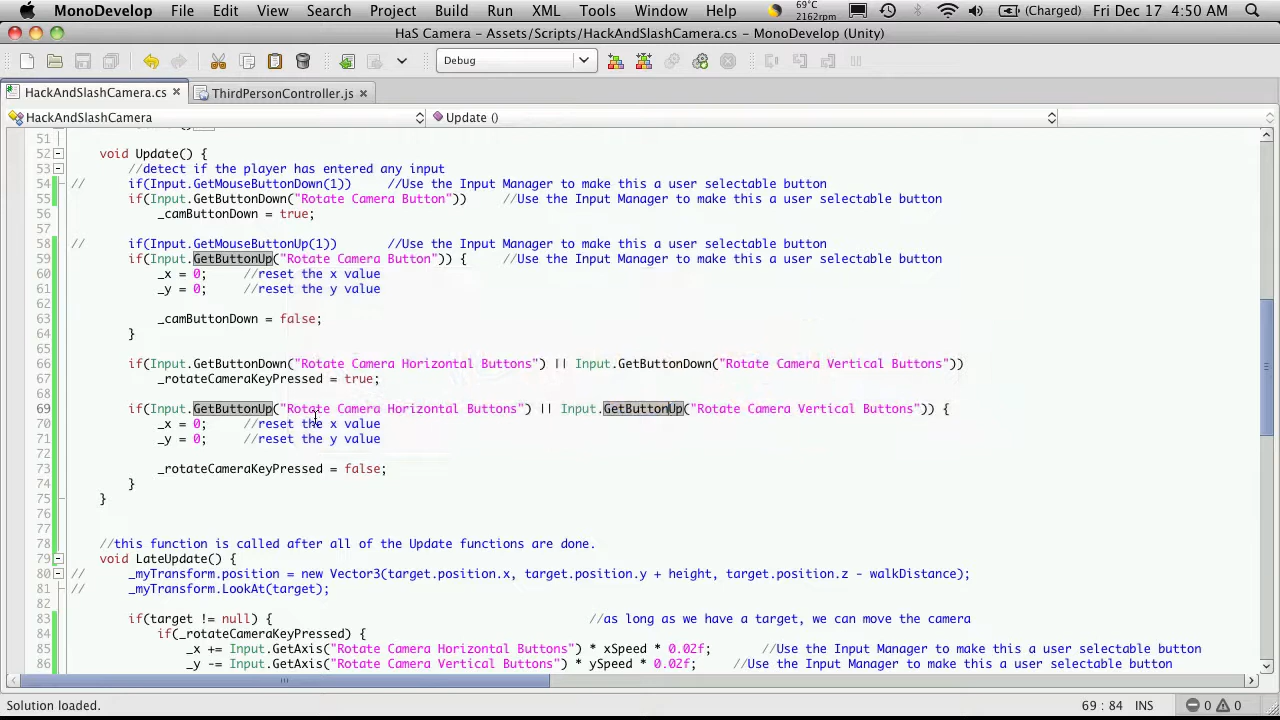 MonoDevelop File Edit View Search Project Build Run XML Tools Window Help 69°C 2162rpm (Charged) Fri Dec 17 4:50 AM
HaS Camera – Assets/Scripts/HackAndSlashCamera.cs – MonoDevelop (Unity)
Debug
HackAndSlashCamera.cs × ThirdPersonController.js ×
HackAndSlashCamera Update ()
51
52 void Update() {
53 //detect if the player has entered any input
54 // if(Input.GetMouseButtonDown(1)) //Use the Input Manager to make this a user selectable button
55 if(Input.GetButtonDown("Rotate Camera Button")) //Use the Input Manager to make this a user selectable button
56 _camButtonDown = true;
57
58 // if(Input.GetMouseButtonUp(1)) //Use the Input Manager to make this a user selectable button
59 if(Input.GetButtonUp("Rotate Camera Button")) { //Use the Input Manager to make this a user selectable button
60 _x = 0; //reset the x value
61 _y = 0; //reset the y value
62
63 _camButtonDown = false;
64 }
65
66 if(Input.GetButtonDown("Rotate Camera Horizontal Buttons") || Input.GetButtonDown("Rotate Camera Vertical Buttons"))
67 _rotateCameraKeyPressed = true;
68
69 if(Input.GetButtonUp("Rotate Camera Horizontal Buttons") || Input.GetButtonUp("Rotate Camera Vertical Buttons")) {
70 _x = 0; //reset the x value
71 _y = 0; //reset the y value
72
73 _rotateCameraKeyPressed = false;
74 }
75 }
76
77
78 //this function is called after all of the Update functions are done.
79 void LateUpdate() {
80 // _myTransform.position = new Vector3(target.position.x, target.position.y + height, target.position.z - walkDistance);
81 // _myTransform.LookAt(target);
82
83 if(target != null) { //as long as we have a target, we can move the camera
84 if(_rotateCameraKeyPressed) {
85 _x += Input.GetAxis("Rotate Camera Horizontal Buttons") * xSpeed * 0.02f; //Use the Input Manager to make this a user selectable button
86 _y -= Input.GetAxis("Rotate Camera Vertical Buttons") * ySpeed * 0.02f; //Use the Input Manager to make this a user selectable button
Solution loaded. 69 : 84 INS 0 0